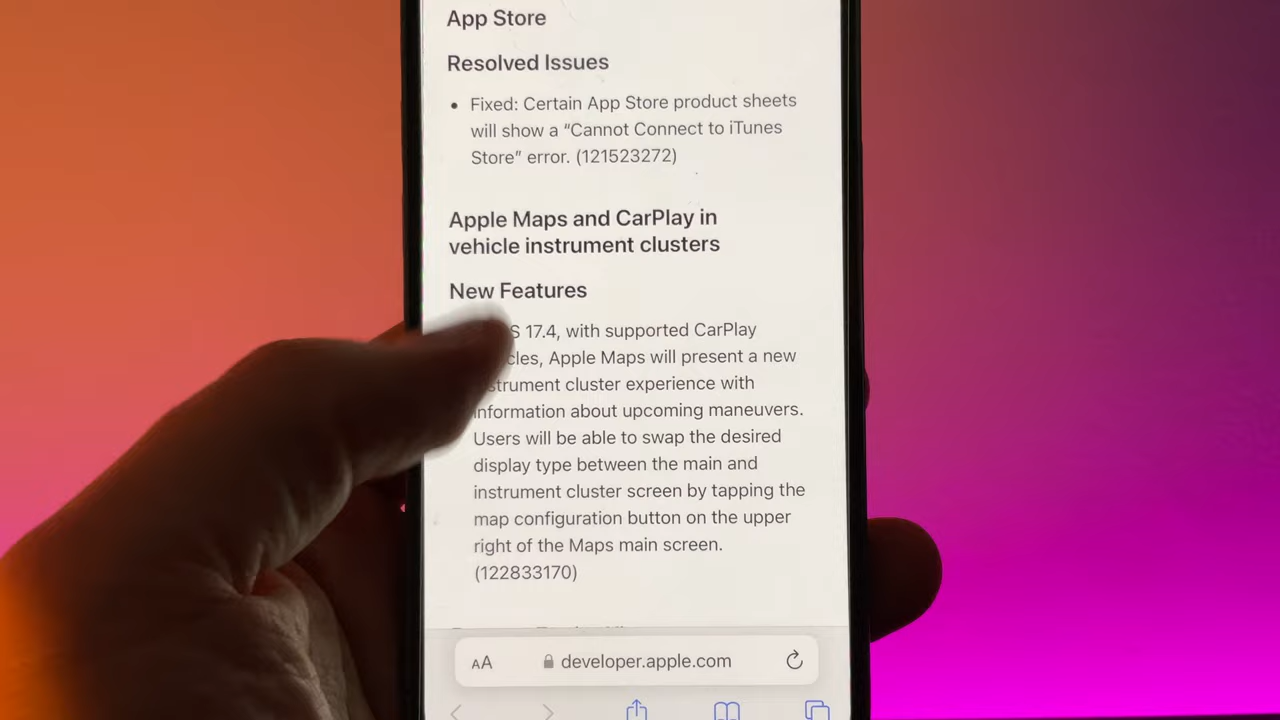 App Store
Resolved Issues
• Fixed: Certain App Store product sheets
will show a “Cannot Connect to iTunes
Store” error. (121523272)
Apple Maps and CarPlay in
vehicle instrument clusters
New Features
S 17.4, with supported CarPlay
cles, Apple Maps will present a new
strument cluster experience with
information about upcoming maneuvers.
Users will be able to swap the desired
display type between the main and
instrument cluster screen by tapping the
map configuration button on the upper
right of the Maps main screen.
(122833170)
AA developer.apple.com